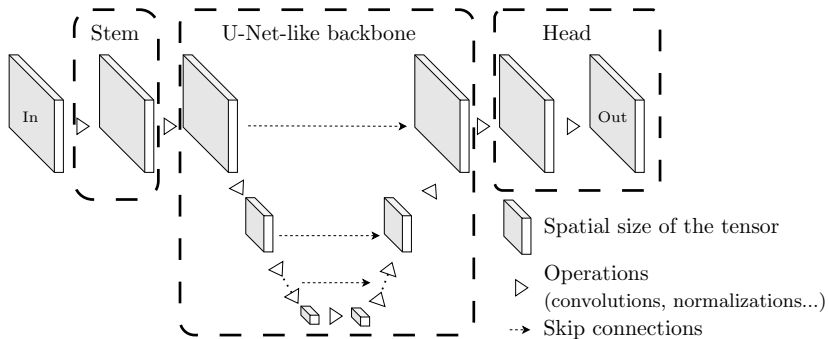 Stem
U-Net-like backbone
Head
In
Out
Spatial size of the tensor
Operations
(convolutions, normalizations...)
Skip connections